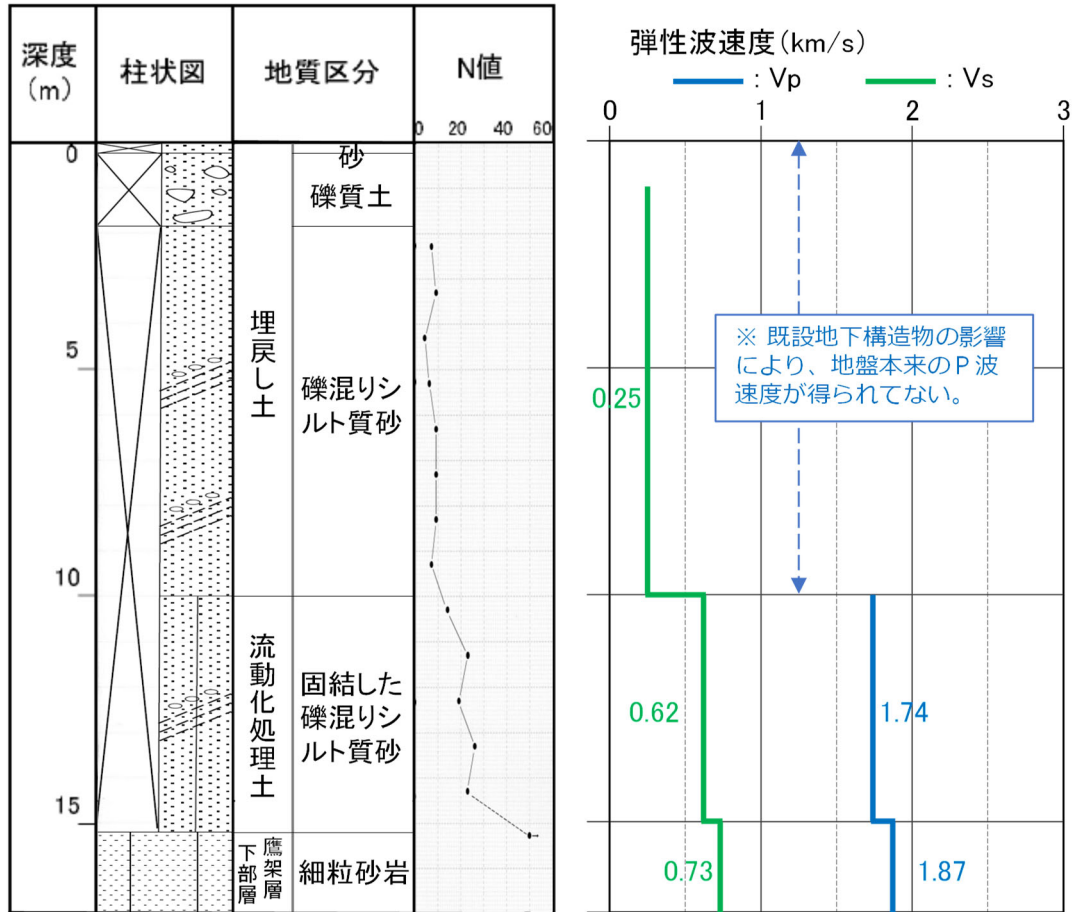 深度
(m)
柱状図
地質区分
N値
0 20 40 60
0
5
10
15
埋戻し土
流動化処理土
鷹架層
下部層
砂
礫質土
礫混りシ
ルト質砂
固結した
礫混りシ
ルト質砂
細粒砂岩
弾性波速度(km/s)
: Vp : Vs
0 1 2 3
※ 既設地下構造物の影響
により、地盤本来のP波
速度が得られてない。
0.25
0.62
1.74
0.73
1.87